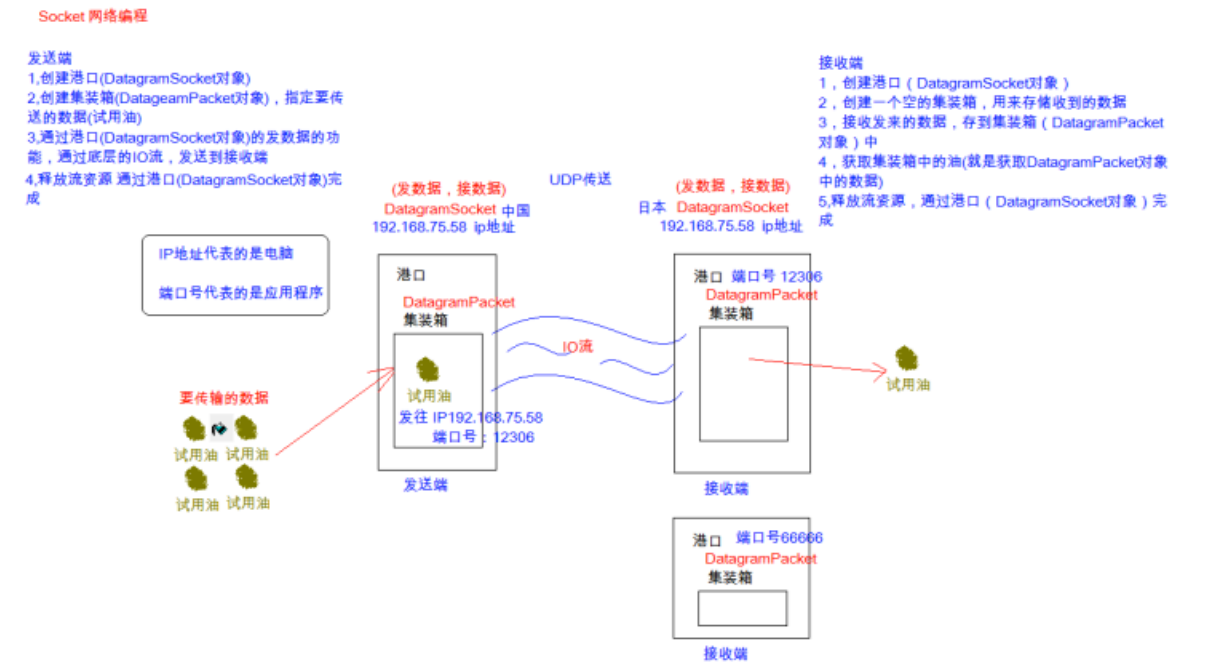 Socket 网络编程
发送端
1,创建港口(DatagramSocket对象)
2,创建集装箱(DatageamPacket对象)，指定要传
送的数据(试用油)
3,通过港口(DatagramSocket对象)的发数据的功
能，通过底层的IO流，发送到接收端
4,释放流资源 通过港口(DatagramSocket对象)完
成
接收端
1，创建港口（DatagramSocket对象）
2，创建一个空的集装箱，用来存储收到的数据
3，接收发来的数据，存到集装箱（DatagramPacket
对象）中
4，获取集装箱中的油(就是获取DatagramPacket对象
中的数据)
5,释放流资源，通过港口（DatagramSocket对象）完
成
IP地址代表的是电脑
端口号代表的是应用程序
(发数据，接数据)
DatagramSocket 中国
192.168.75.58 ip地址
UDP传送
(发数据，接数据)
日本 DatagramSocket
192.168.75.58 ip地址
港口
DatagramPacket
集装箱
试用油
发往 IP192.168.75.58
端口号：12306
发送端
IO流
港口 端口号 12306
DatagramPacket
集装箱
接收端
试用油
要传输的数据
试用油 试用油
试用油 试用油
港口 端口号66666
DatagramPacket
集装箱
接收端